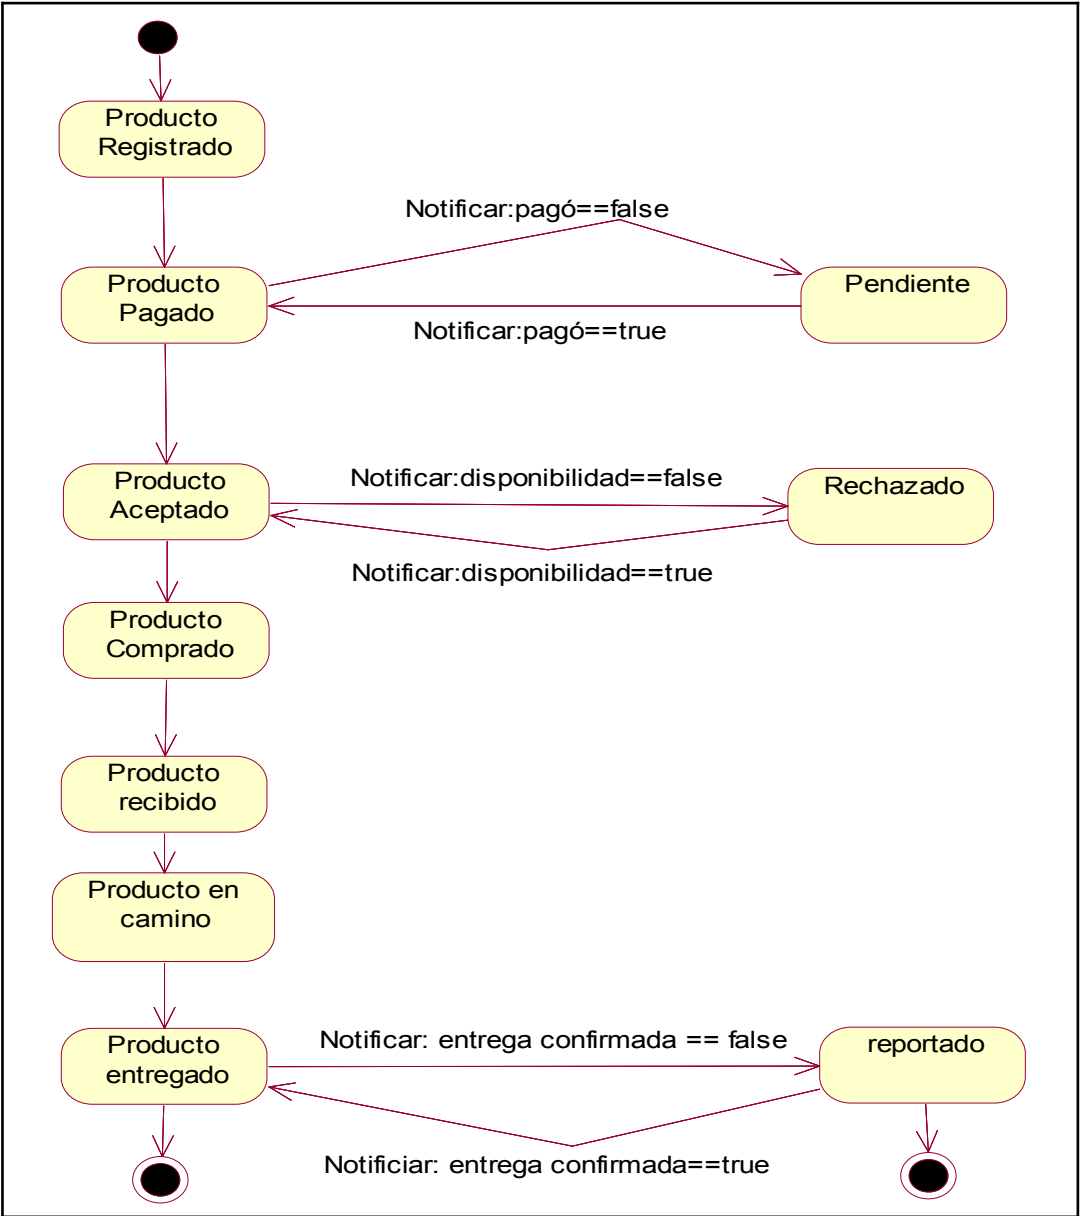 Producto
Registrado
Notificar:pagó==false
Producto
Pagado
Pendiente
Notificar:pagó==true
Producto
Aceptado
Notificar:disponibilidad==false
Rechazado
Notificar:disponibilidad==true
Producto
Comprado
Producto
recibido
Producto en
camino
Producto
entregado
Notificar: entrega confirmada == false
reportado
Notificiar: entrega confirmada==true